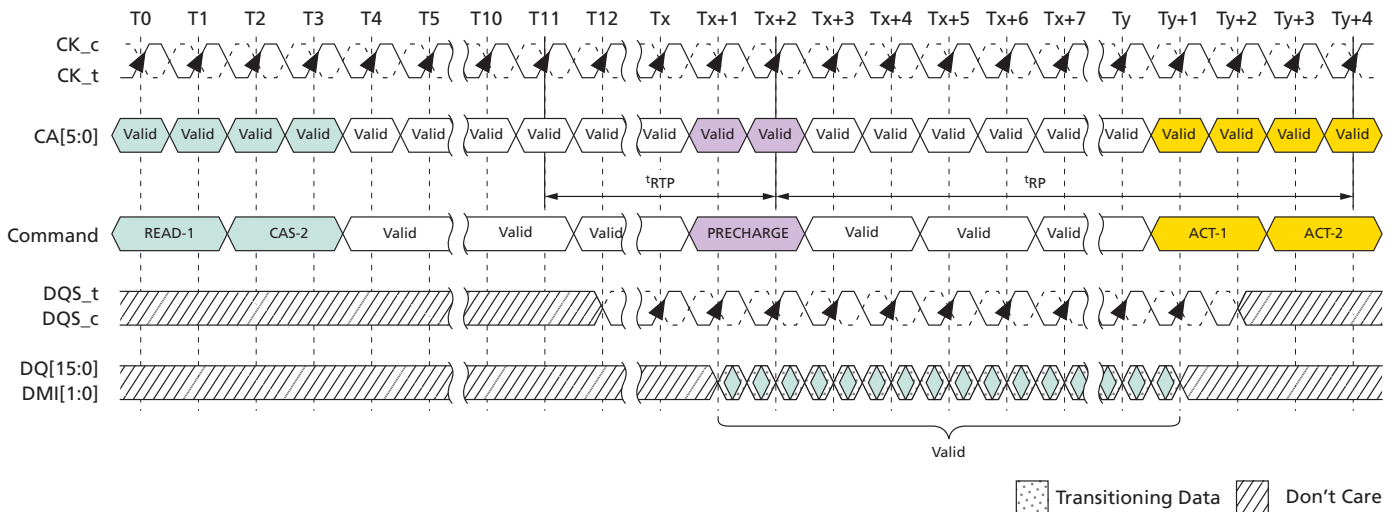 T0 T1 T2 T3 T4 T5 T10 T11 T12 Tx Tx+1 Tx+2 Tx+3 Tx+4 Tx+5 Tx+6 Tx+7 Ty Ty+1 Ty+2 Ty+3 Ty+4
CK_c
CK_t
CA[5:0] Valid Valid Valid Valid Valid Valid Valid Valid Valid Valid Valid Valid Valid Valid Valid Valid Valid Valid Valid Valid Valid Valid
tRTP tRP
Command READ-1 CAS-2 Valid Valid Valid PRECHARGE Valid Valid Valid ACT-1 ACT-2
DQS_t
DQS_c
DQ[15:0]
DMI[1:0]
Valid
Transitioning Data Don't Care